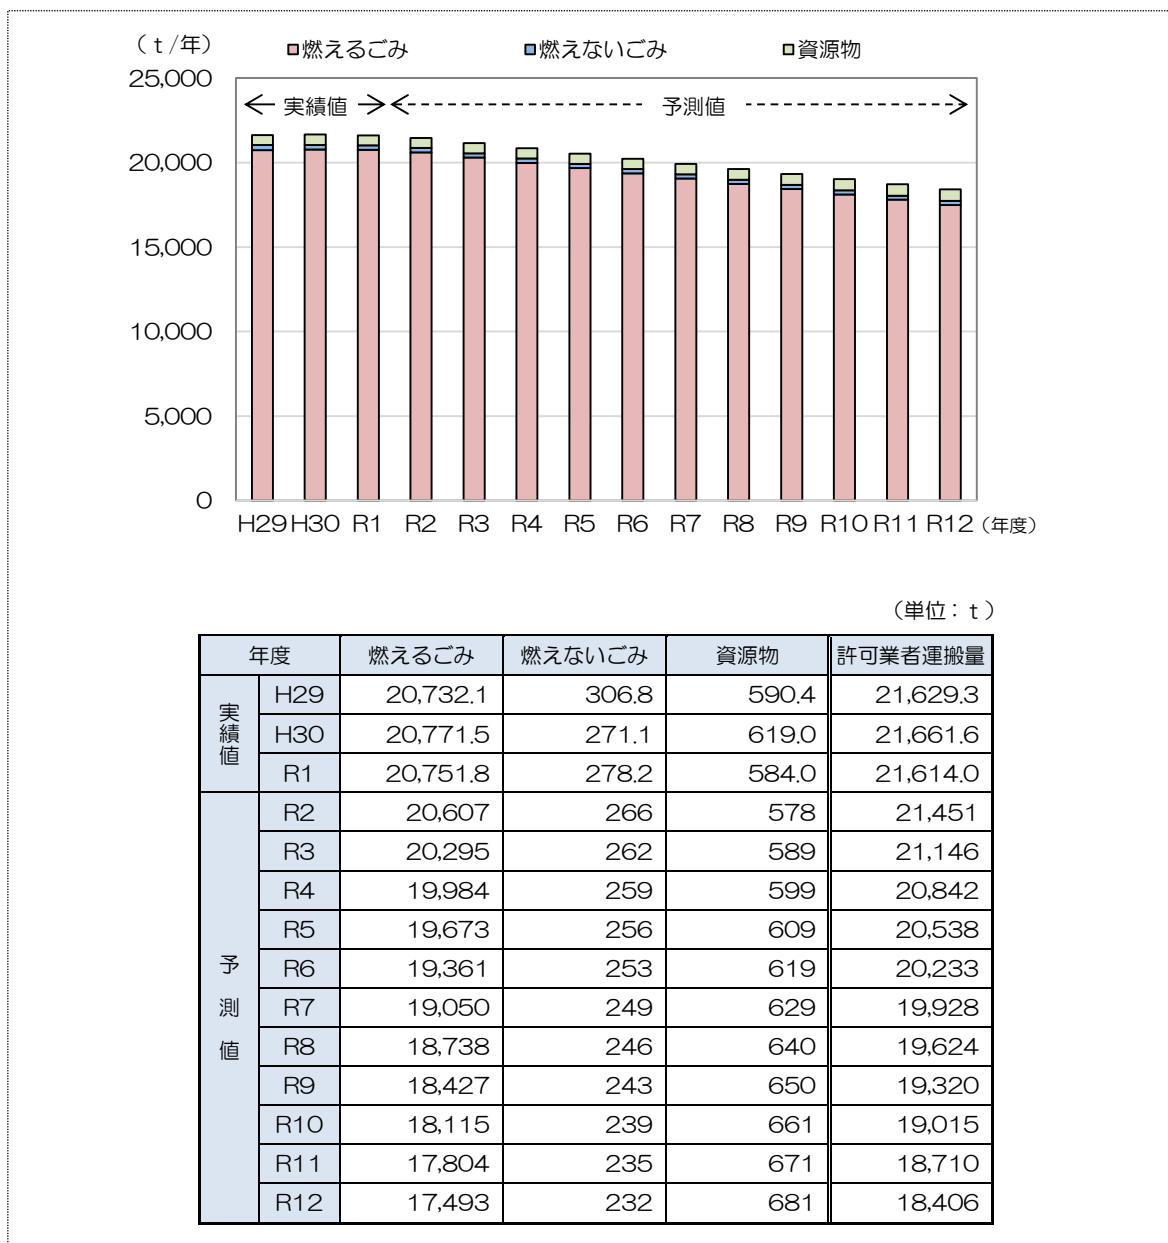 （ｔ/年）
燃えるごみ 燃えないごみ 資源物
25,000
20,000
15,000
10,000
5,000
0
実績値 予測値
H29 H30 R1 R2 R3 R4 R5 R6 R7 R8 R9 R10 R11 R12 （年度）
（単位：ｔ）
年度 燃えるごみ 燃えないごみ 資源物 許可業者運搬量
実績値
H29 20,732.1 306.8 590.4 21,629.3
H30 20,771.5 271.1 619.0 21,661.6
R1 20,751.8 278.2 584.0 21,614.0
予測値
R2 20,607 266 578 21,451
R3 20,295 262 589 21,146
R4 19,984 259 599 20,842
R5 19,673 256 609 20,538
R6 19,361 253 619 20,233
R7 19,050 249 629 19,928
R8 18,738 246 640 19,624
R9 18,427 243 650 19,320
R10 18,115 239 661 19,015
R11 17,804 235 671 18,710
R12 17,493 232 681 18,406